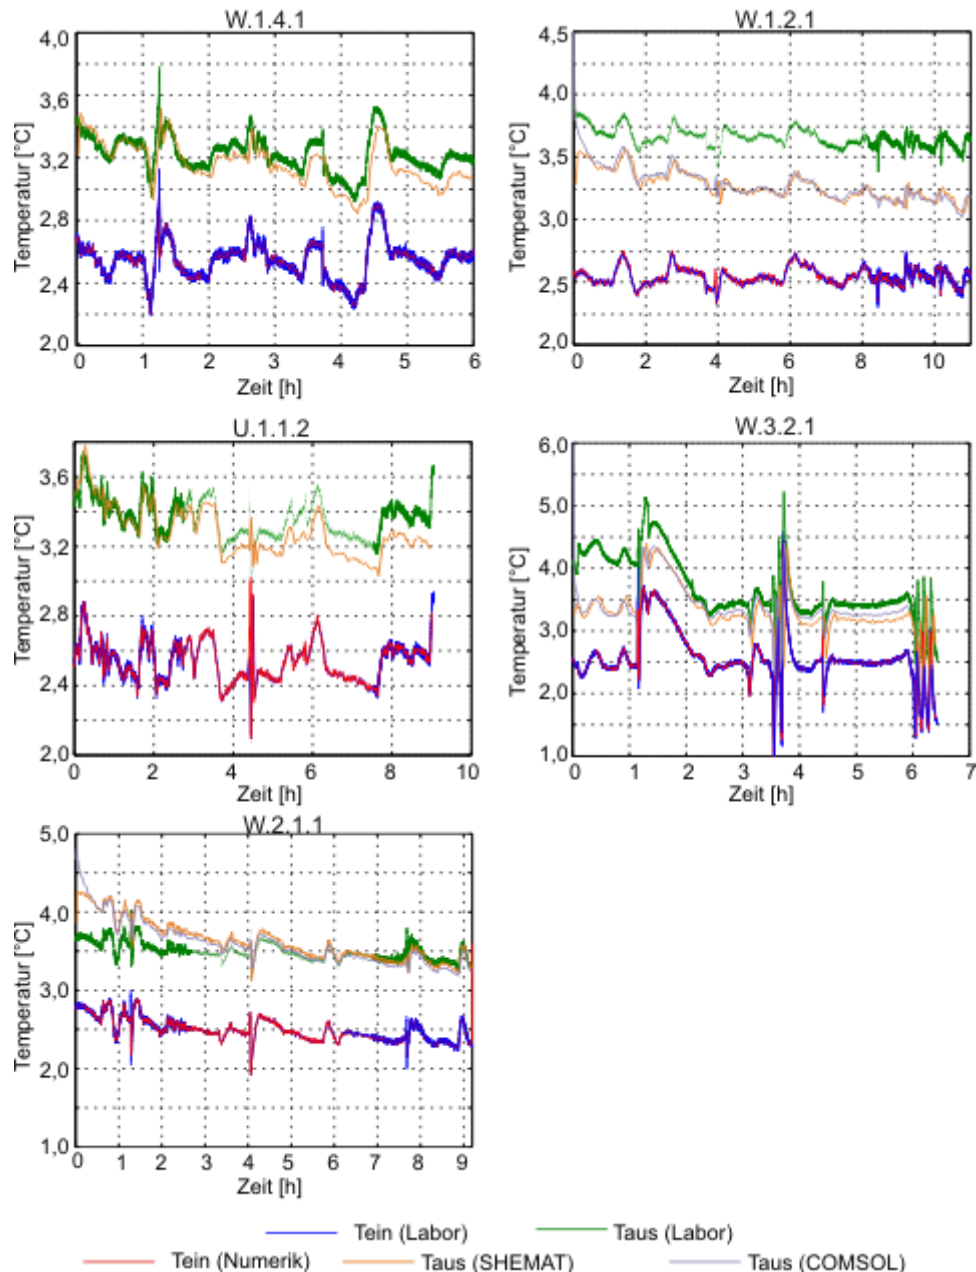 W.1.4.1
4,0
3,6
3,2
2,8
2,4
2,0
Temperatur [°C]
0 1 2 3 4 5 6
Zeit [h]
W.1.2.1
4,5
4,0
3,5
3,0
2,5
2,0
Temperatur [°C]
0 2 4 6 8 10
Zeit [h]
U.1.1.2
3,6
3,2
2,8
2,4
2,0
Temperatur [°C]
0 2 4 6 8 10
Zeit [h]
W.3.2.1
6,0
5,0
4,0
3,0
2,0
1,0
Temperatur [°C]
0 1 2 3 4 5 6 7
Zeit [h]
W.2.1.1
5,0
4,0
3,0
2,0
1,0
Temperatur [°C]
0 1 2 3 4 5 6 7 8 9
Zeit [h]
Tein (Labor) Taus (Labor)
Tein (Numerik) Taus (SHEMAT) Taus (COMSOL)